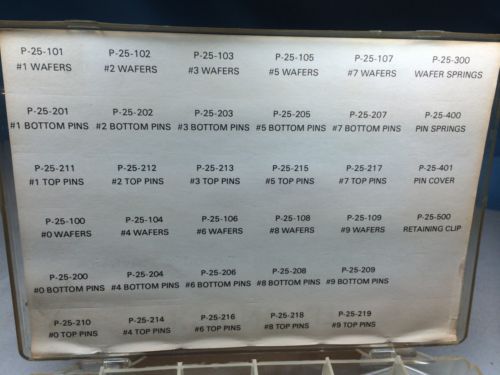 P-25-101 P-25-102 P-25-103 P-25-105 P-25-107 P-25-300
#1 WAFERS #2 WAFERS #3 WAFERS #5 WAFERS #7 WAFERS WAFER SPRINGS
P-25-201 P-25-202 P-25-203 P-25-205 P-25-207 P-25-400
#1 BOTTOM PINS #2 BOTTOM PINS #3 BOTTOM PINS #5 BOTTOM PINS #7 BOTTOM PINS PIN SPRINGS
P-25-211 P-25-212 P-25-213 P-25-215 P-25-217 P-25-401
#1 TOP PINS #2 TOP PINS #3 TOP PINS #5 TOP PINS #7 TOP PINS PIN COVER
P-25-100 P-25-104 P-25-106 P-25-108 P-25-109 P-25-500
#0 WAFERS #4 WAFERS #6 WAFERS #8 WAFERS #9 WAFERS RETAINING CLIP
P-25-200 P-25-204 P-25-206 P-25-208 P-25-209
#0 BOTTOM PINS #4 BOTTOM PINS #6 BOTTOM PINS #8 BOTTOM PINS #9 BOTTOM PINS
P-25-210 P-25-214 P-25-216 P-25-218 P-25-219
#0 TOP PINS #4 TOP PINS #6 TOP PINS #8 TOP PINS #9 TOP PINS